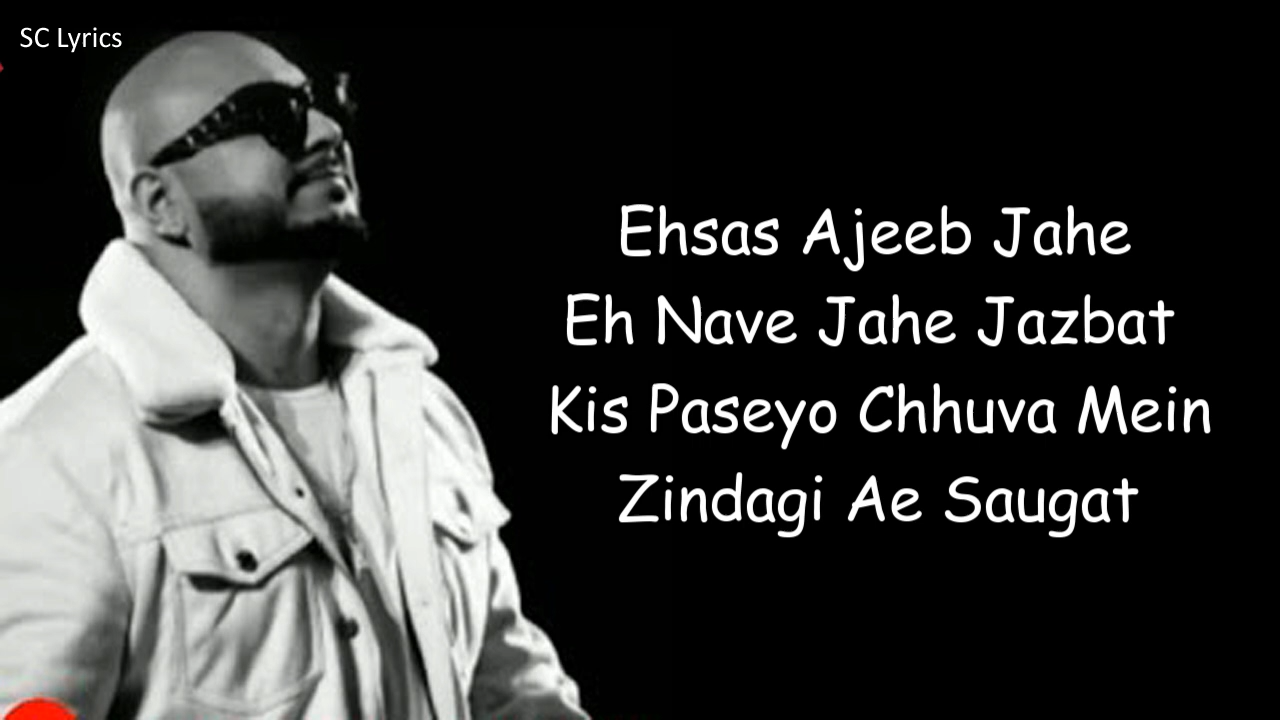 SC Lyrics
Ehsas Ajeeb Jahe
Eh Nave Jahe Jazbat
Kis Paseyo Chhuva Mein
Zindagi Ae Saugat